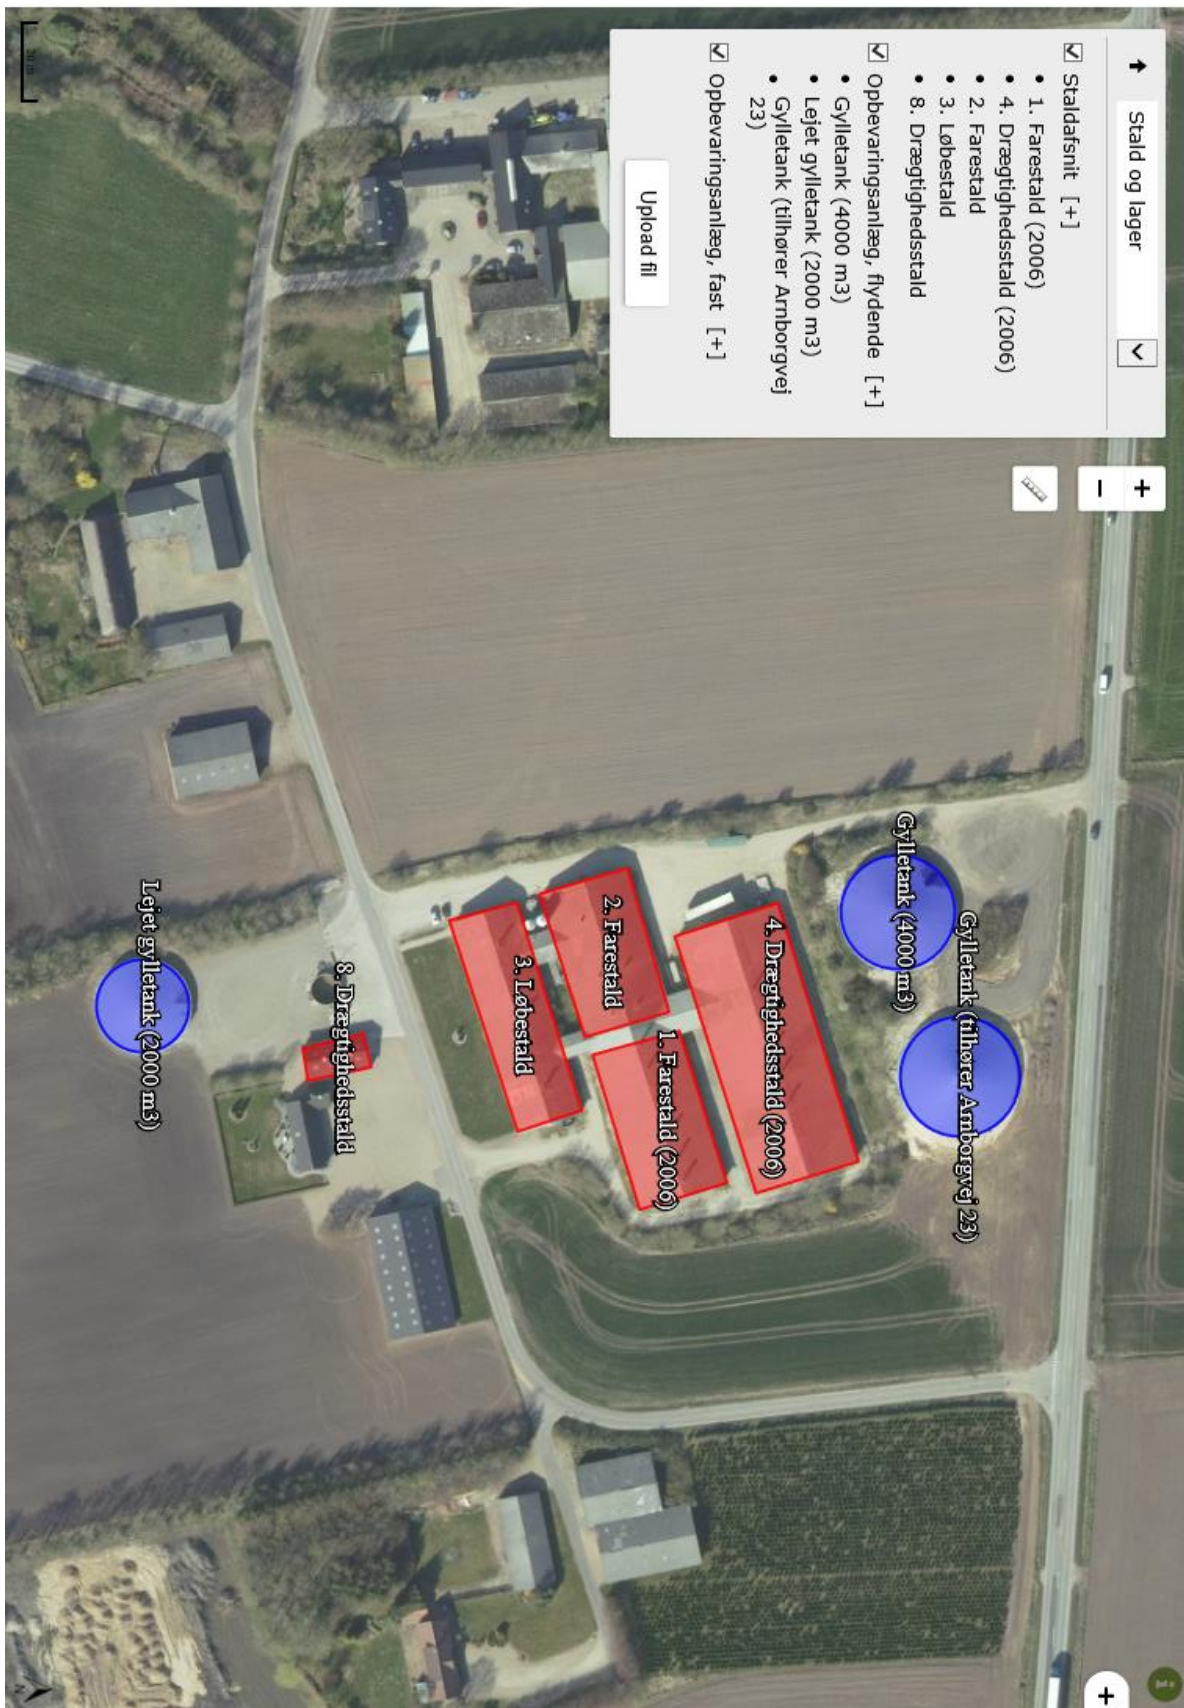 Stald og lager
Staldafsnit [+]
1. Farestald (2006)
4. Drægtighedsstald (2006)
2. Farestald
3. Løbestald
8. Drægtighedsstald
Opbevaringsanlæg, flydende [+]
Gylletank (4000 m3)
Lejet gylletank (2000 m3)
Gylletank (tilhører Arnborgvej
23)
Opbevaringsanlæg, fast [+]
Upload fil
+
−
Gylletank (tilhører Arnborgvej 23)
Gylletank (4000 m3)
4. Drægtighedsstald (2006)
1. Farestald (2006)
2. Farestald
3. Løbestald
8. Drægtighedsstald
Lejet gylletank (2000 m3)
i
+
N